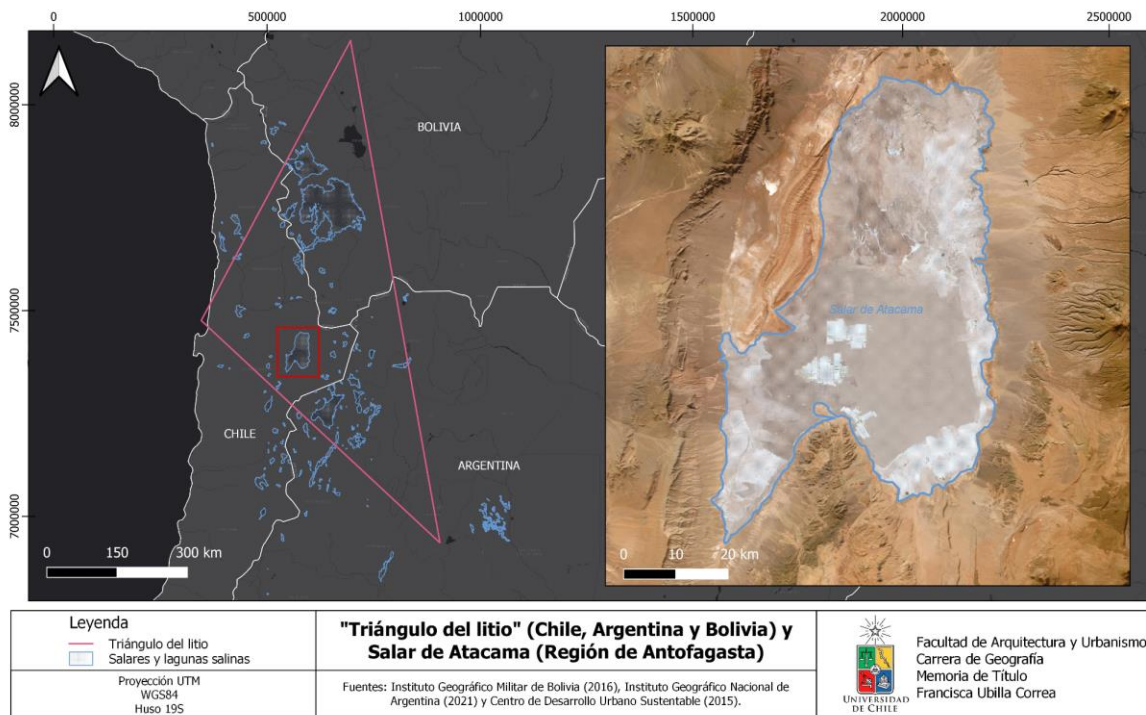 0 500000 1000000 1500000 2000000 2500000
8000000
7500000
7000000
BOLIVIA
CHILE
ARGENTINA
0 150 300 km
Salar de Atacama
0 10 20 km
Leyenda
Triángulo del litio
Salares y lagunas salinas
Proyección UTM
WGS84
Huso 19S
"Triángulo del litio" (Chile, Argentina y Bolivia) y
Salar de Atacama (Región de Antofagasta)
Fuentes: Instituto Geográfico Militar de Bolivia (2016), Instituto Geográfico Nacional de
Argentina (2021) y Centro de Desarrollo Urbano Sustentable (2015).
UNIVERSIDAD
DE CHILE
Facultad de Arquitectura y Urbanismo
Carrera de Geografía
Memoria de Título
Francisca Ubilla Correa